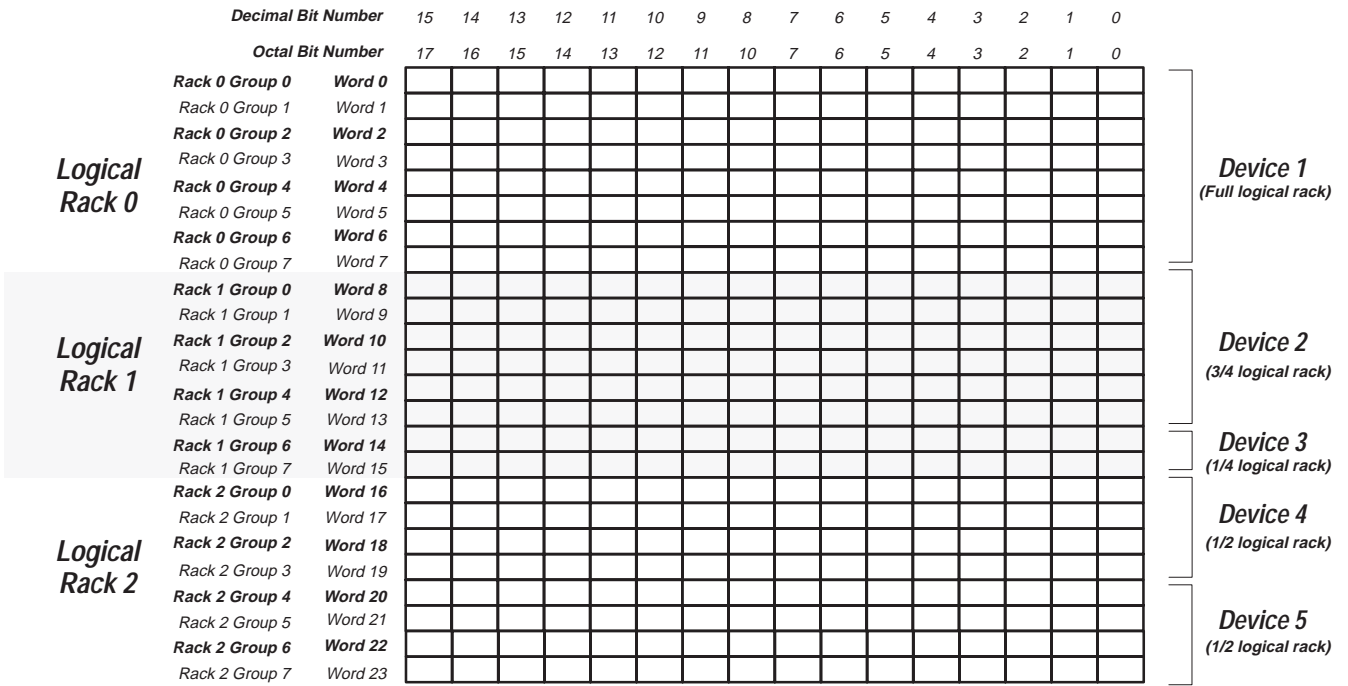 Decimal Bit Number 15 14 13 12 11 10 9 8 7 6 5 4 3 2 1 0
Octal Bit Number 17 16 15 14 13 12 11 10 7 6 5 4 3 2 1 0
Logical
Rack 0
Rack 0 Group 0 Word 0
Rack 0 Group 1 Word 1
Rack 0 Group 2 Word 2
Rack 0 Group 3 Word 3
Rack 0 Group 4 Word 4
Rack 0 Group 5 Word 5
Rack 0 Group 6 Word 6
Rack 0 Group 7 Word 7
Device 1
(Full logical rack)
Logical
Rack 1
Rack 1 Group 0 Word 8
Rack 1 Group 1 Word 9
Rack 1 Group 2 Word 10
Rack 1 Group 3 Word 11
Rack 1 Group 4 Word 12
Rack 1 Group 5 Word 13
Rack 1 Group 6 Word 14
Rack 1 Group 7 Word 15
Device 2
(3/4 logical rack)
Device 3
(1/4 logical rack)
Logical
Rack 2
Rack 2 Group 0 Word 16
Rack 2 Group 1 Word 17
Rack 2 Group 2 Word 18
Rack 2 Group 3 Word 19
Rack 2 Group 4 Word 20
Rack 2 Group 5 Word 21
Rack 2 Group 6 Word 22
Rack 2 Group 7 Word 23
Device 4
(1/2 logical rack)
Device 5
(1/2 logical rack)